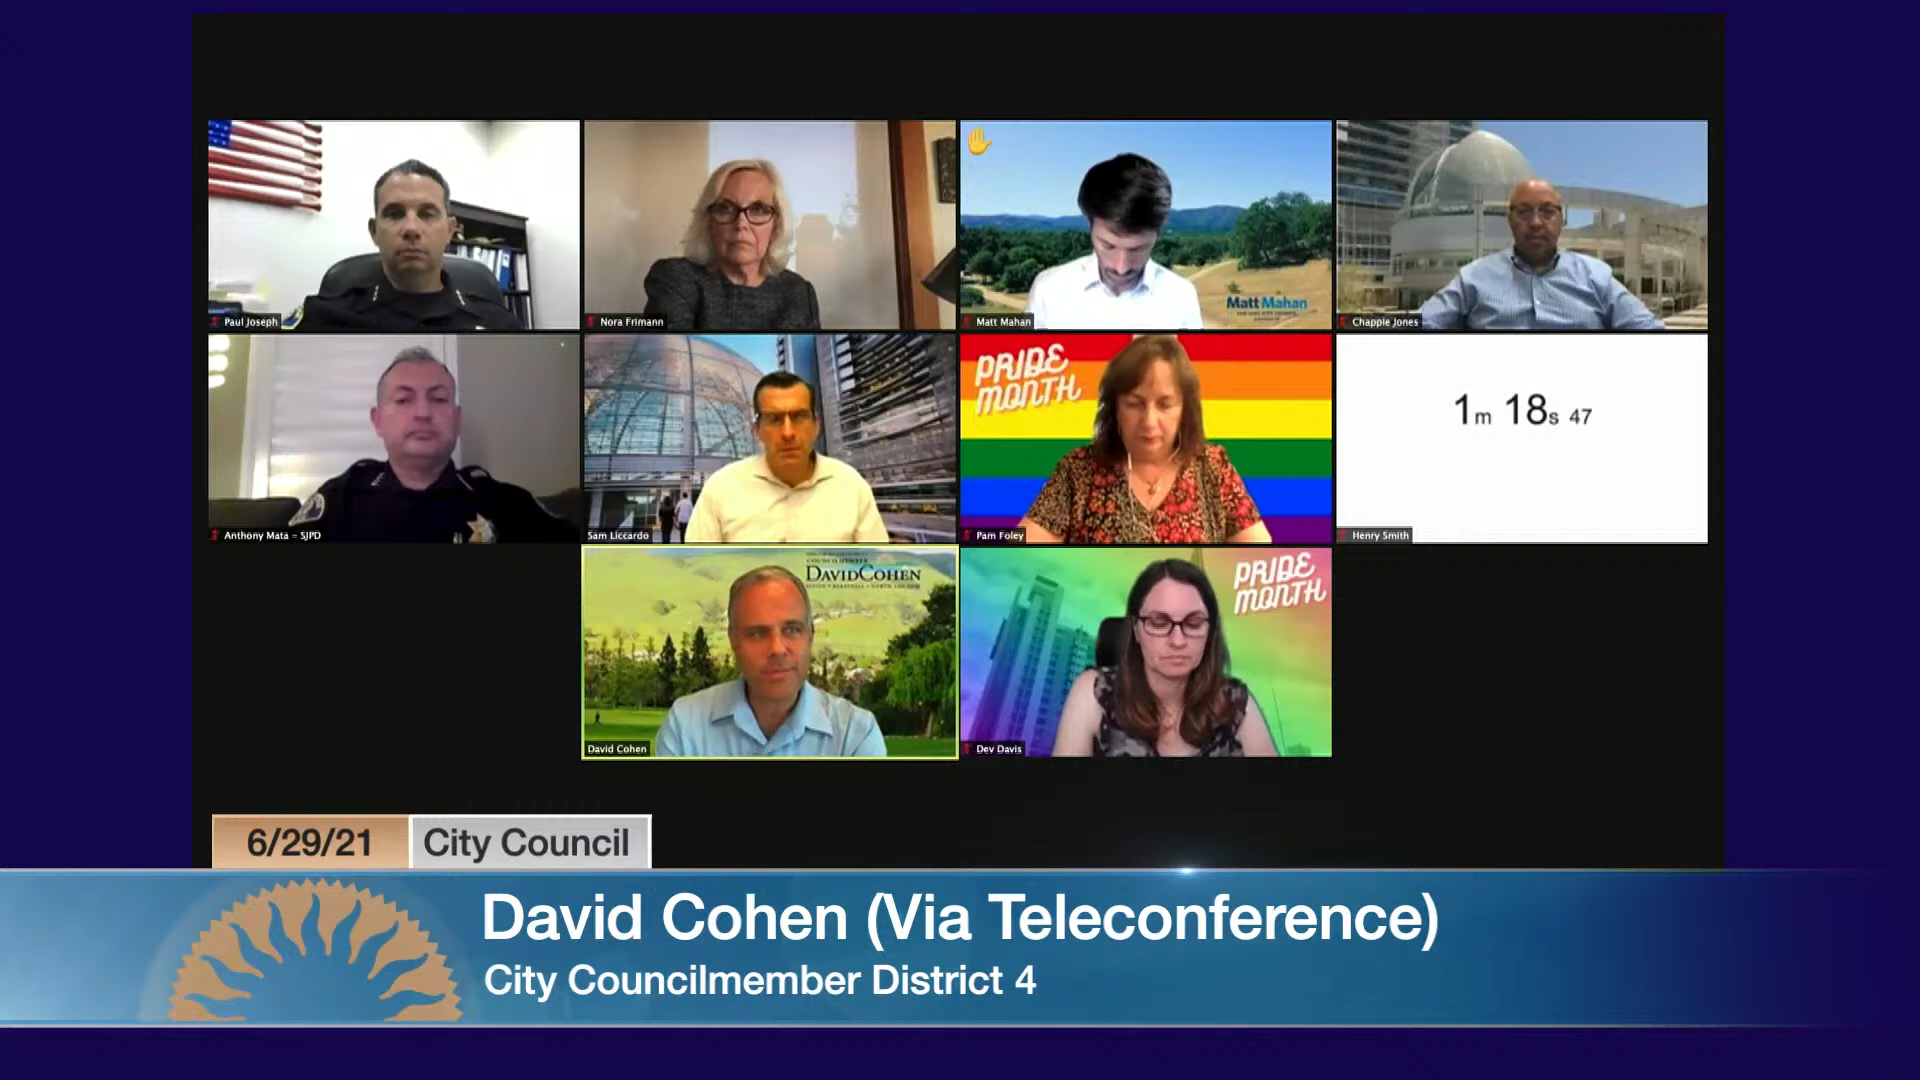 Paul Joseph
Nora Frimann
Matt Mahan
Matt Mahan
Chappie Jones
Anthony Mata = SJPD
Sam Liccardo
PRIDE
MONTH
Pam Foley
1m 18s 47
Henry Smith
COUNCILMEMBER
DAVID COHEN
David Cohen
PRIDE
MONTH
Dev Davis
6/29/21
City Council
David Cohen (Via Teleconference)
City Councilmember District 4